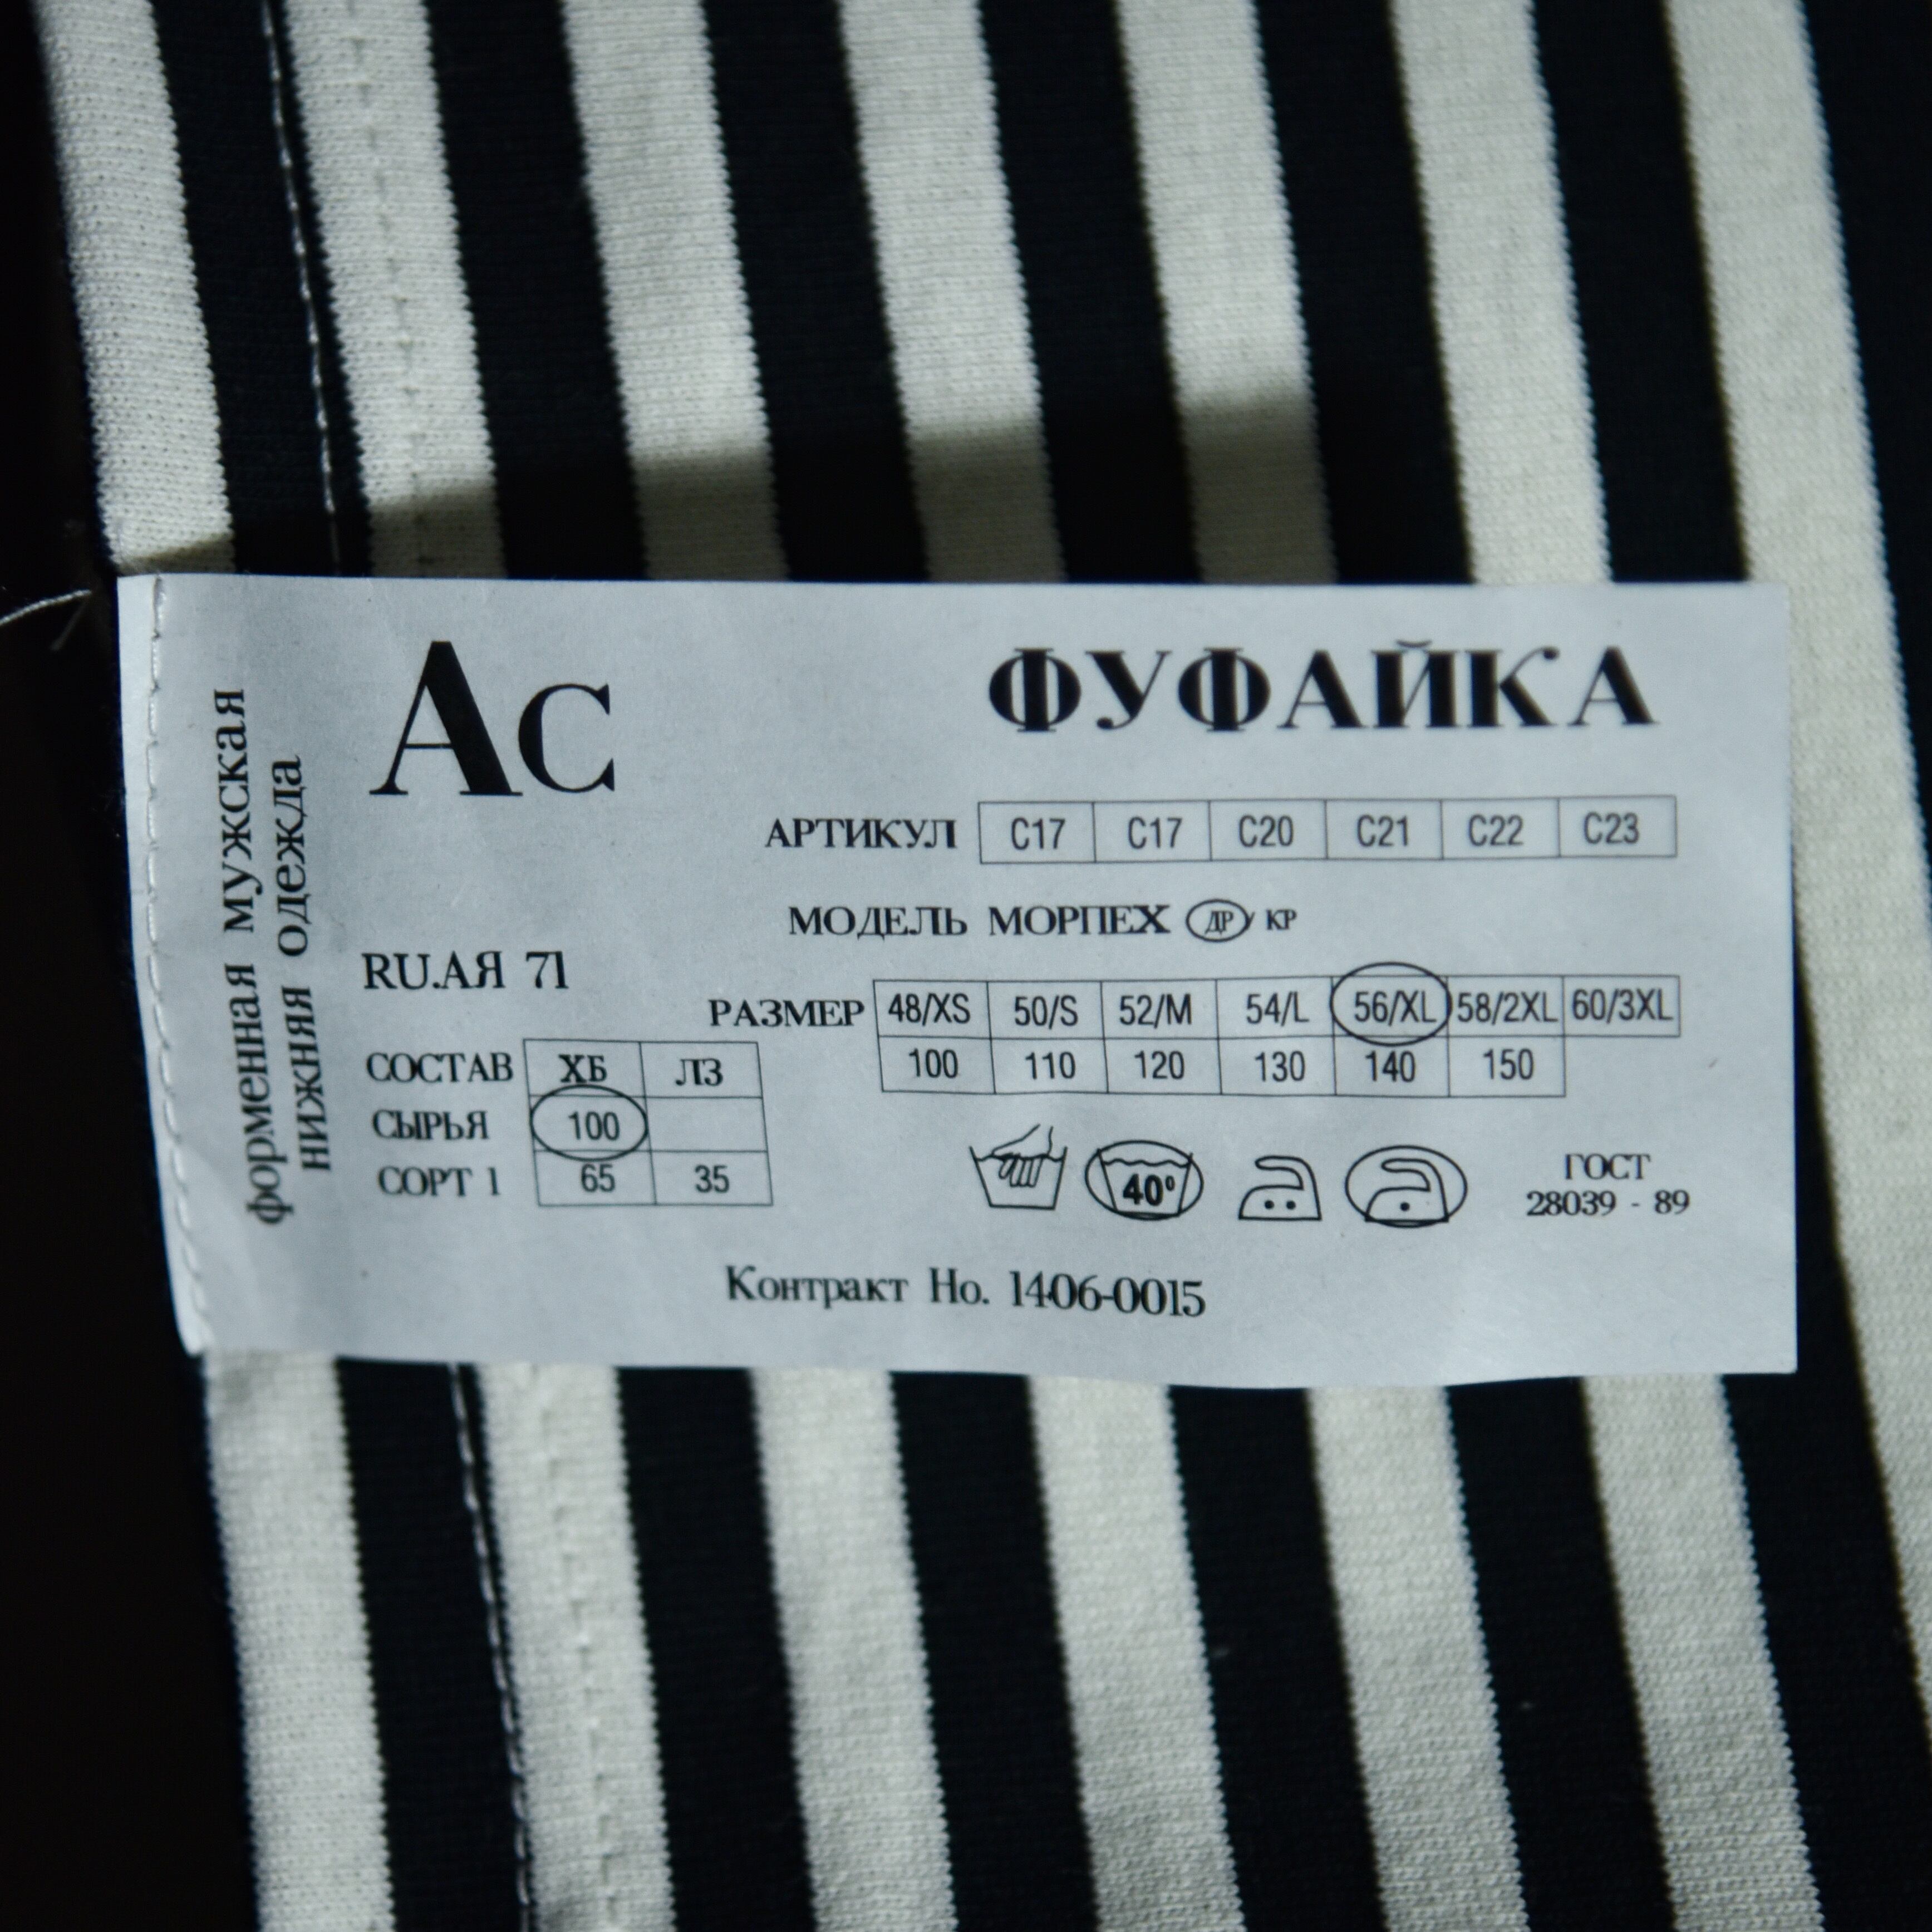 форменная мужская
нижняя одежда
Ас
ФУФАЙКА
АРТИКУЛ С17 С17 С20 С21 С22 С23
МОДЕЛЬ МОРПЕХ ДР/ КР
RU.АЯ 71
РАЗМЕР 48/XS 50/S 52/M 54/L 56/XL 58/2XL 60/3XL
100 110 120 130 140 150
СОСТАВ ХБ ЛЗ
СЫРЬЯ 100
СОРТ 1 65 35
40°
ГОСТ
28039 - 89
Контракт Но. 1406-0015